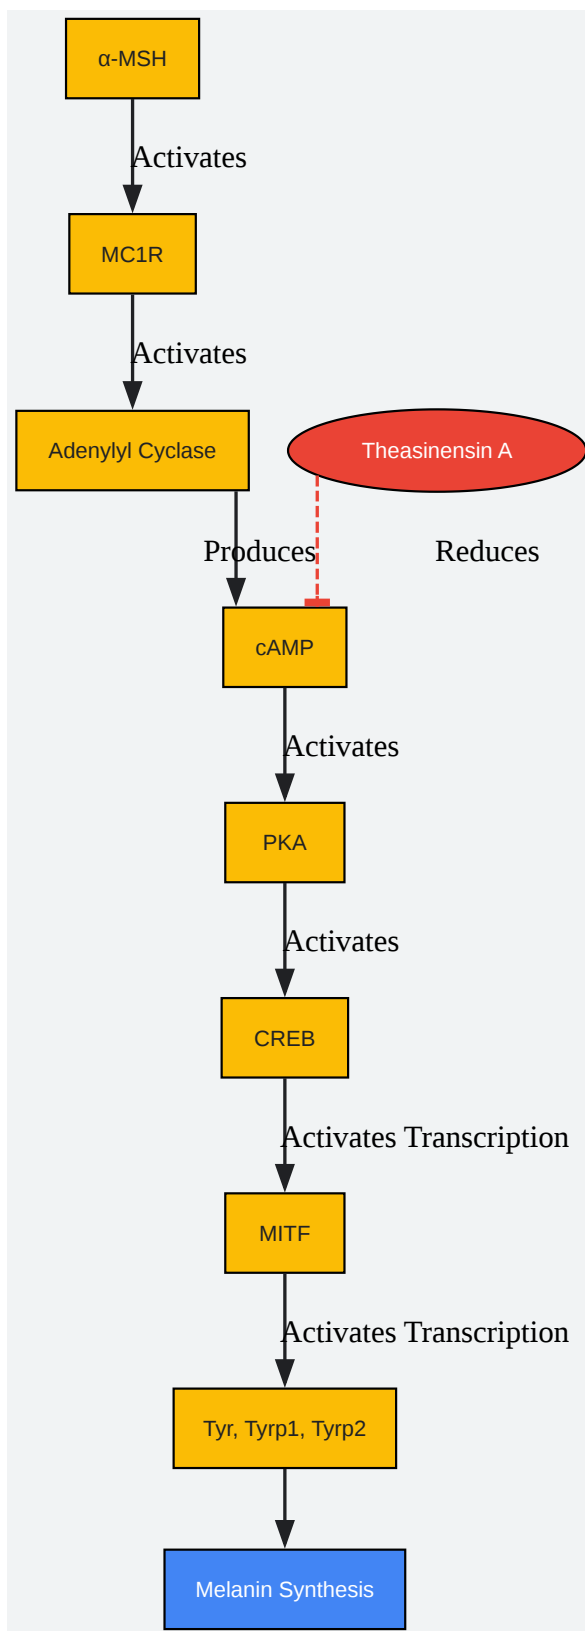 α-MSH
Activates
MC1R
Activates
Adenylyl Cyclase
Theasinensin A
Produces
Reduces
cAMP
Activates
PKA
Activates
CREB
Activates Transcription
MITF
Activates Transcription
Tyr, Tyrp1, Tyrp2
Melanin Synthesis